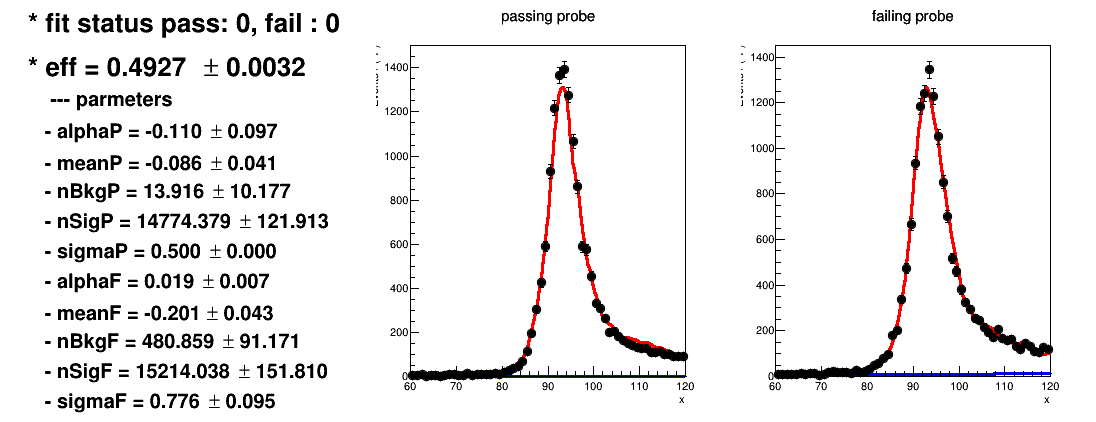 * fit status pass: 0, fail : 0
* eff = 0.4927 ± 0.0032
--- parmeters
- alphaP = -0.110 ± 0.097
- meanP = -0.086 ± 0.041
- nBkgP = 13.916 ± 10.177
- nSigP = 14774.379 ± 121.913
- sigmaP = 0.500 ± 0.000
- alphaF = 0.019 ± 0.007
- meanF = -0.201 ± 0.043
- nBkgF = 480.859 ± 91.171
- nSigF = 15214.038 ± 151.810
- sigmaF = 0.776 ± 0.095
passing probe
1400
1200
1000
800
600
400
200
0
60 70 80 90 100 110 120
x
failing probe
1400
1200
1000
800
600
400
200
0
60 70 80 90 100 110 120
x